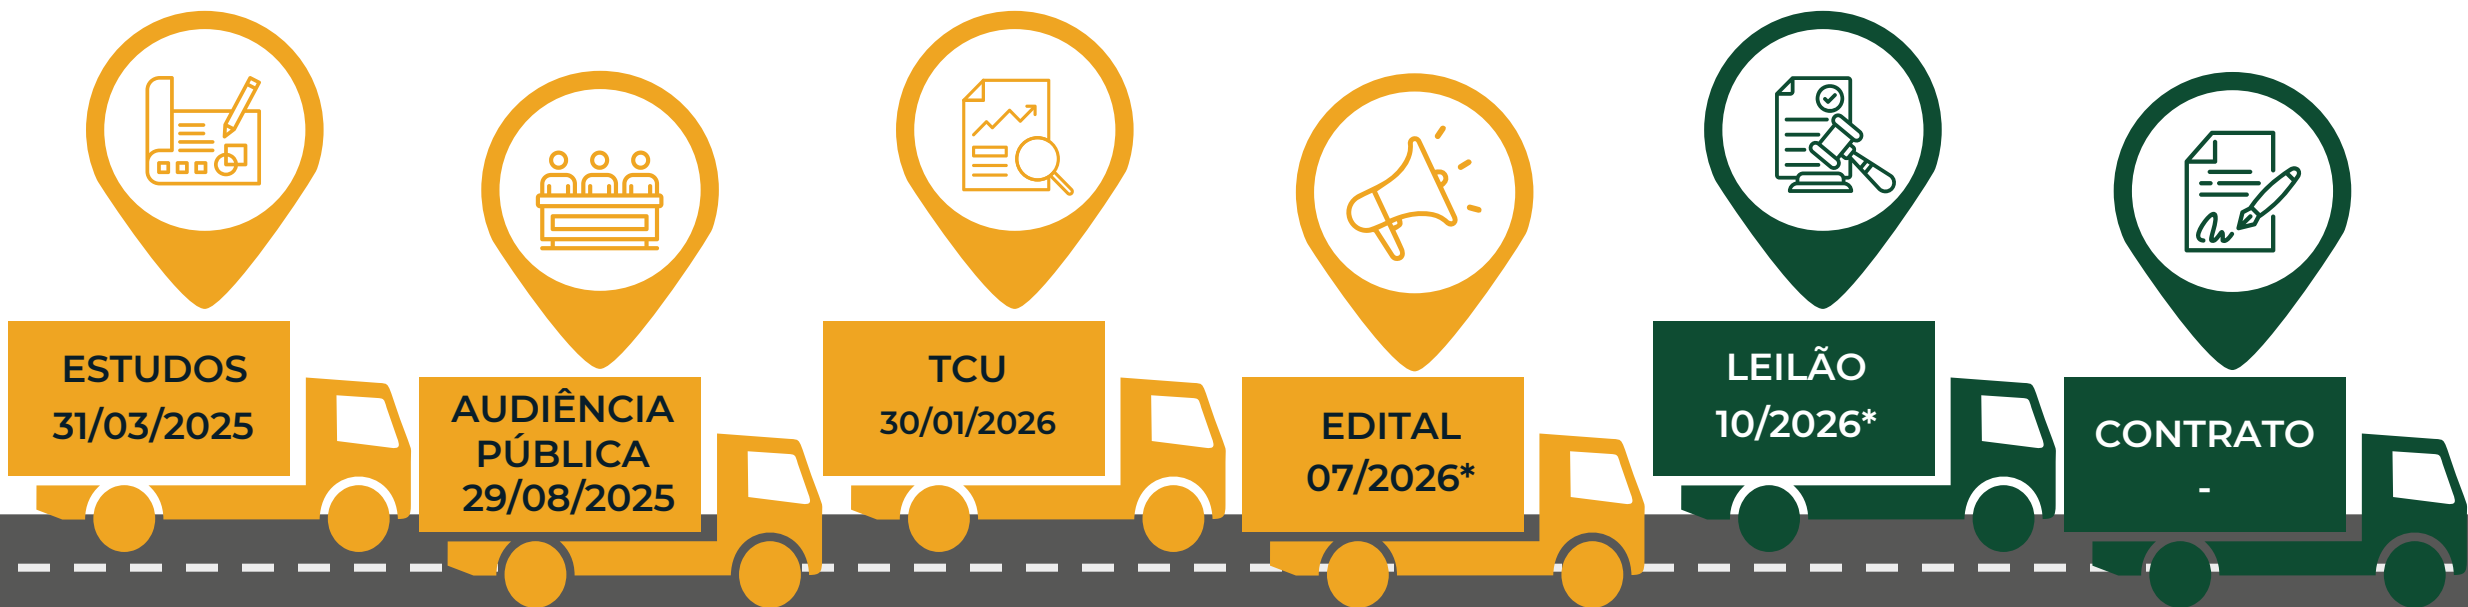 ESTUDOS
31/03/2025
AUDIÊNCIA
PÚBLICA
29/08/2025
TCU
30/01/2026
EDITAL
07/2026*
LEILÃO
10/2026*
CONTRATO
-